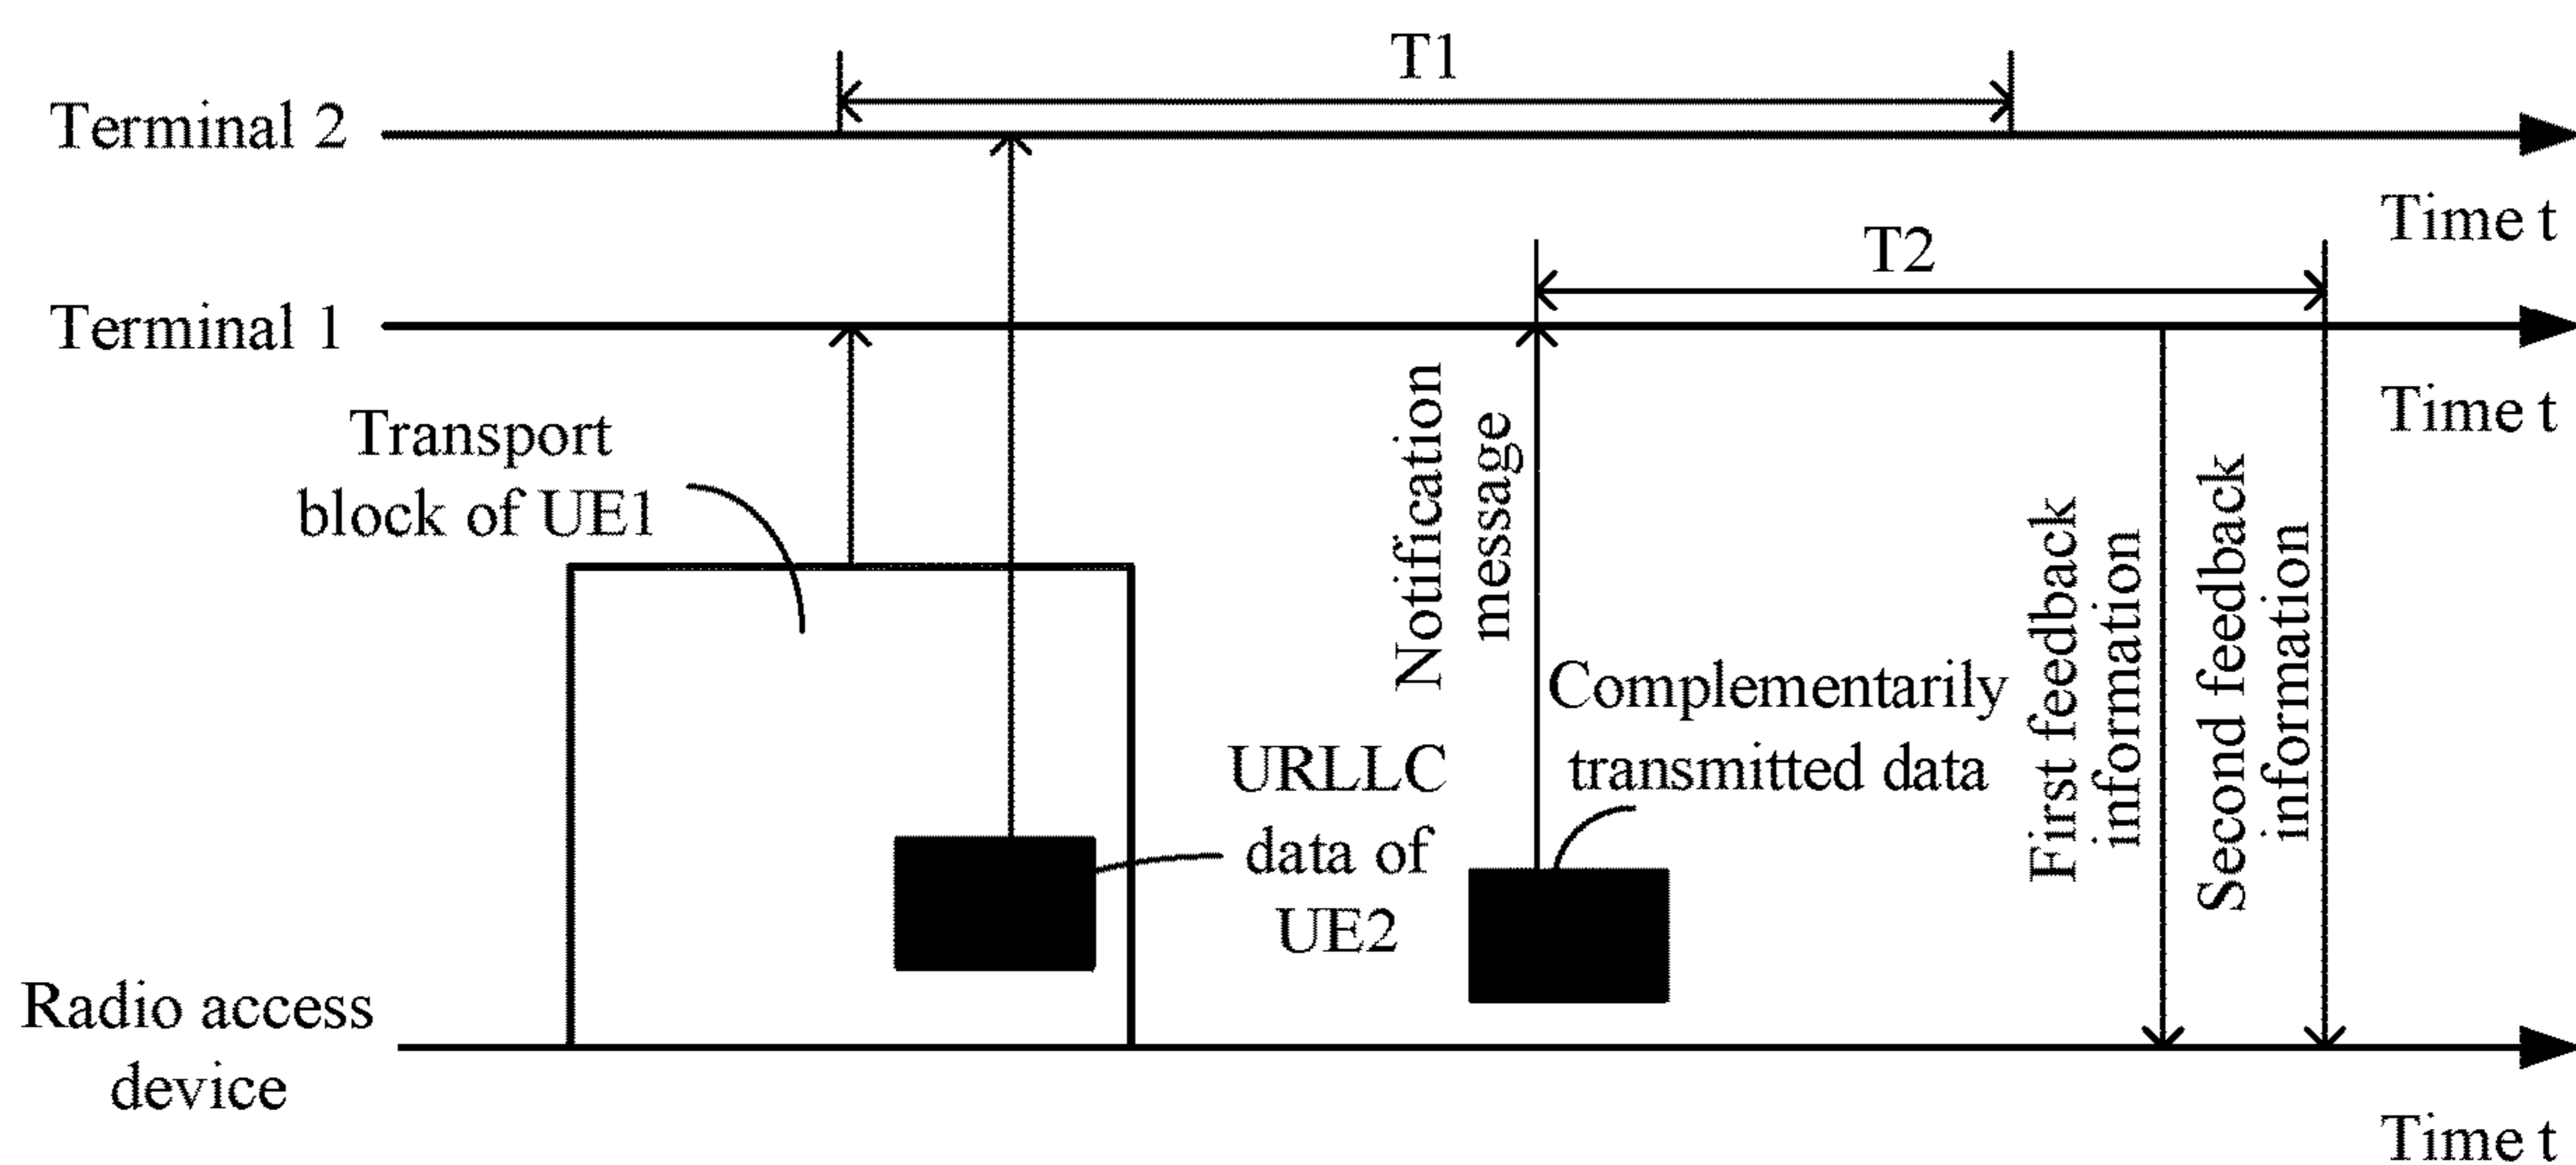 T1
Terminal 2
Time t
T2
Terminal 1
Time t
Transport
block of UE1
Notification
message
Complementarily
transmitted data
URLLC
data of
UE2
First feedback
information
Second feedback
information
Radio access
device
Time t